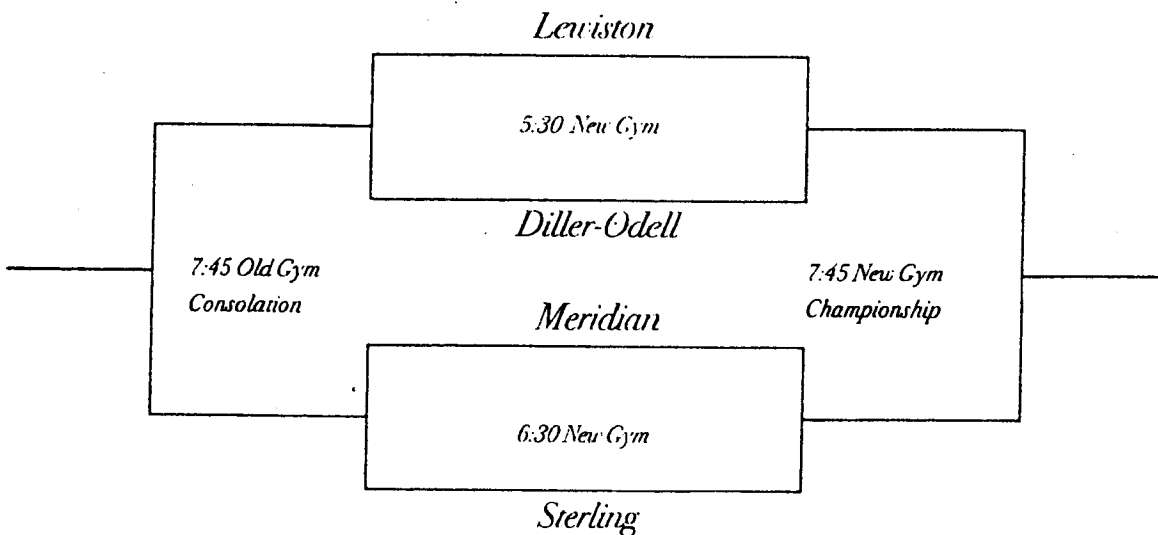 Lewiston
5:30 New Gym
Diller-Odell
7:45 Old Gym
Consolation
7:45 New Gym
Championship
Meridian
6:30 New Gym
Sterling